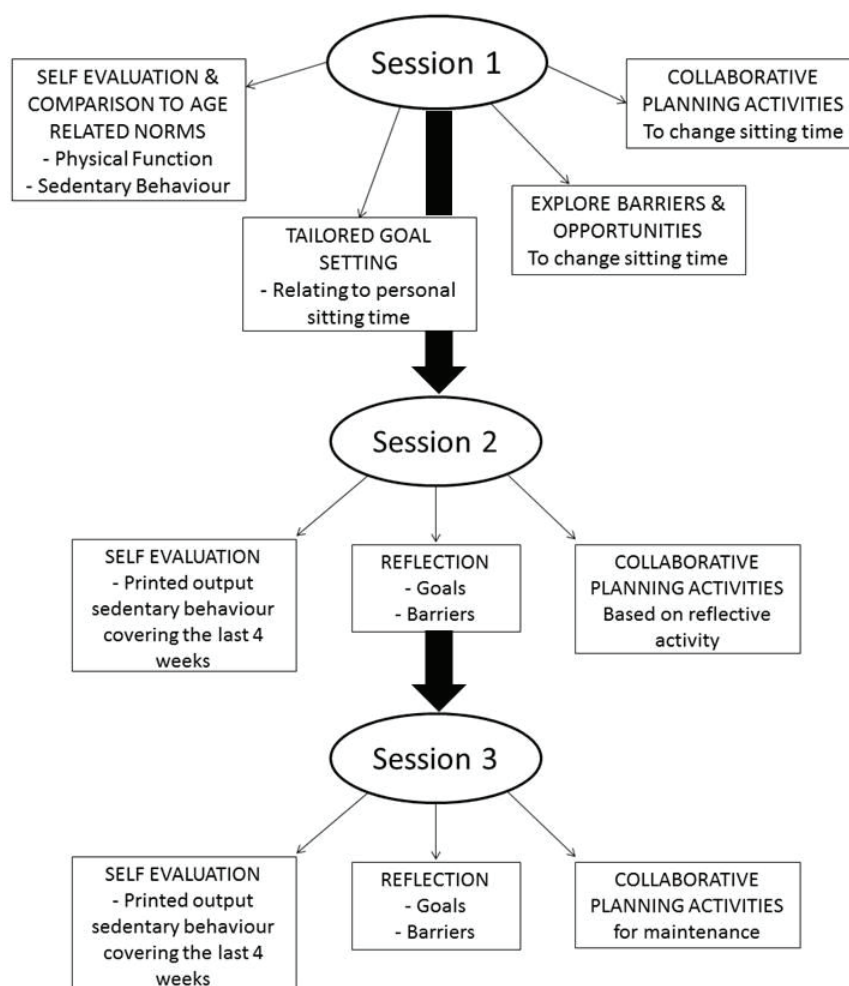 Session 1
SELF EVALUATION &
COMPARISON TO AGE
RELATED NORMS
- Physical Function
- Sedentary Behaviour
TAILORED GOAL
SETTING
- Relating to personal
sitting time
EXPLORE BARRIERS &
OPPORTUNITIES
To change sitting time
COLLABORATIVE
PLANNING ACTIVITIES
To change sitting time
Session 2
SELF EVALUATION
- Printed output
sedentary behaviour
covering the last 4
weeks
REFLECTION
- Goals
- Barriers
COLLABORATIVE
PLANNING ACTIVITIES
Based on reflective
activity
Session 3
SELF EVALUATION
- Printed output
sedentary behaviour
covering the last 4
weeks
REFLECTION
- Goals
- Barriers
COLLABORATIVE
PLANNING ACTIVITIES
for maintenance